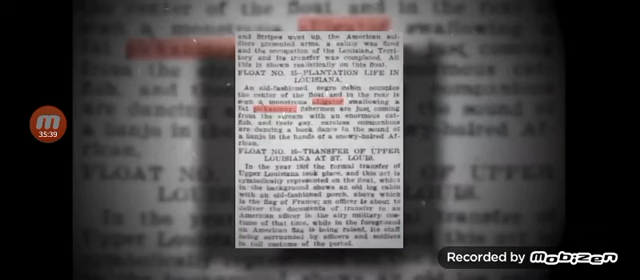 and Stripes went up, the American sol-
diers presented arms, a salute was fired
and the occupation of the Louisiana Terri-
tory and its transfer was completed. All
this is shown realistically on this float.
FLOAT NO. 15—PLANTATION LIFE IN
LOUISIANA.
An old-fashioned negro cabin occupies
the center of the float and in the rear is
seen a monstrous alligator swallowing a
fat pickaninny; fishermen are just coming
from the stream with an enormous cat-
fish, and their gay, careless companions
are dancing a buck dance to the sound of
a banjo in the hands of a snowy-haired Af-
rican.
FLOAT NO. 16—TRANSFER OF UPPER
LOUISIANA AT ST. LOUIS.
In the year 1804 the formal transfer of
Upper Louisiana took place, and this act is
symbolically represented on the float, which
in the background shows an old log cabin
with an old-fashioned porch, above which
is the flag of France; an officer is about to
deliver the documents of transfer to an
American officer in the airy military cos-
tume of that time, while in the foreground
an American flag is being raised, its staff
being surrounded by officers and soldiers
in full costume of the period.
35:39
Recorded by mobizen